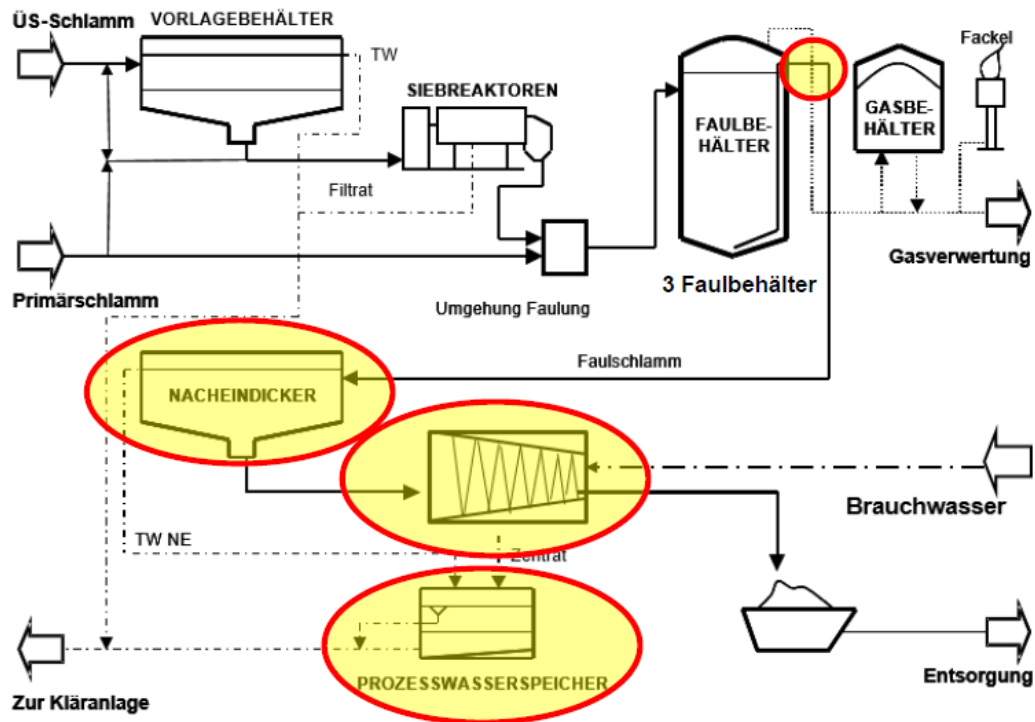 ÜS-Schlamm
VORLAGEBEHÄLTER
TW
SIEBREAKTOREN
Fackel
FAULBE-
HÄLTER
GASBE-
HÄLTER
Filtrat
Gasverwertung
Primärschlamm
3 Faulbehälter
Umgehung Faulung
Faulschlamm
NACHEINDICKER
Brauchwasser
TW NE
Zentrat
PROZESSWASSERSPEICHER
Entsorgung
Zur Kläranlage